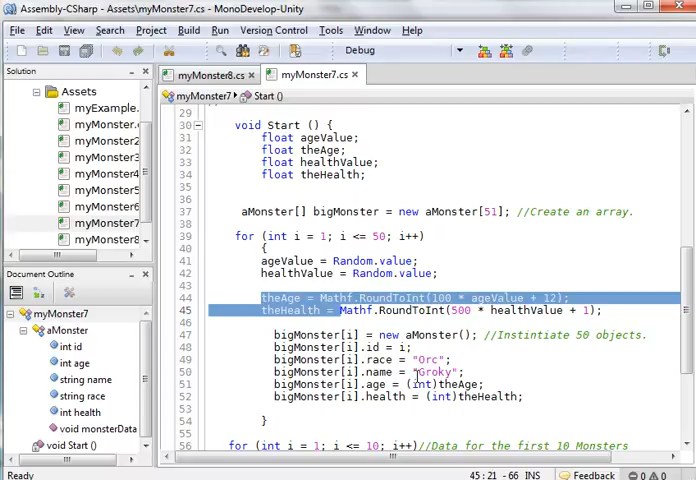 Assembly-CSharp - Assets\myMonster7.cs - MonoDevelop-Unity
File Edit View Search Project Build Run Version Control Tools Window Help
Debug
Solution
myMonster8.cs myMonster7.cs
Assets
myMonster7 Start ()
myExample.
myMonster.
myMonster2
myMonster3
myMonster4
myMonster5
myMonster6
myMonster7
myMonster8
Document Outline
myMonster7
aMonster
int id
int age
string name
string race
int health
void monsterData
void Start ()
29
30 void Start () {
31 float ageValue;
32 float theAge;
33 float healthValue;
34 float theHealth;
35
36
37 aMonster[] bigMonster = new aMonster[51]; //Create an array.
38
39 for (int i = 1; i <= 50; i++)
40 {
41 ageValue = Random.value;
42 healthValue = Random.value;
43
44 theAge = Mathf.RoundToInt(100 * ageValue + 12);
45 theHealth = Mathf.RoundToInt(500 * healthValue + 1);
46
47 bigMonster[i] = new aMonster(); //Instintiate 50 objects.
48 bigMonster[i].id = i;
49 bigMonster[i].race = "Orc";
50 bigMonster[i].name = "Groky";
51 bigMonster[i].age = (int)theAge;
52 bigMonster[i].health = (int)theHealth;
53
54 }
55
56 for (int i = 1; i <= 10; i++)//Data for the first 10 Monsters
Ready 45 : 21 - 66 INS Feedback 0 0